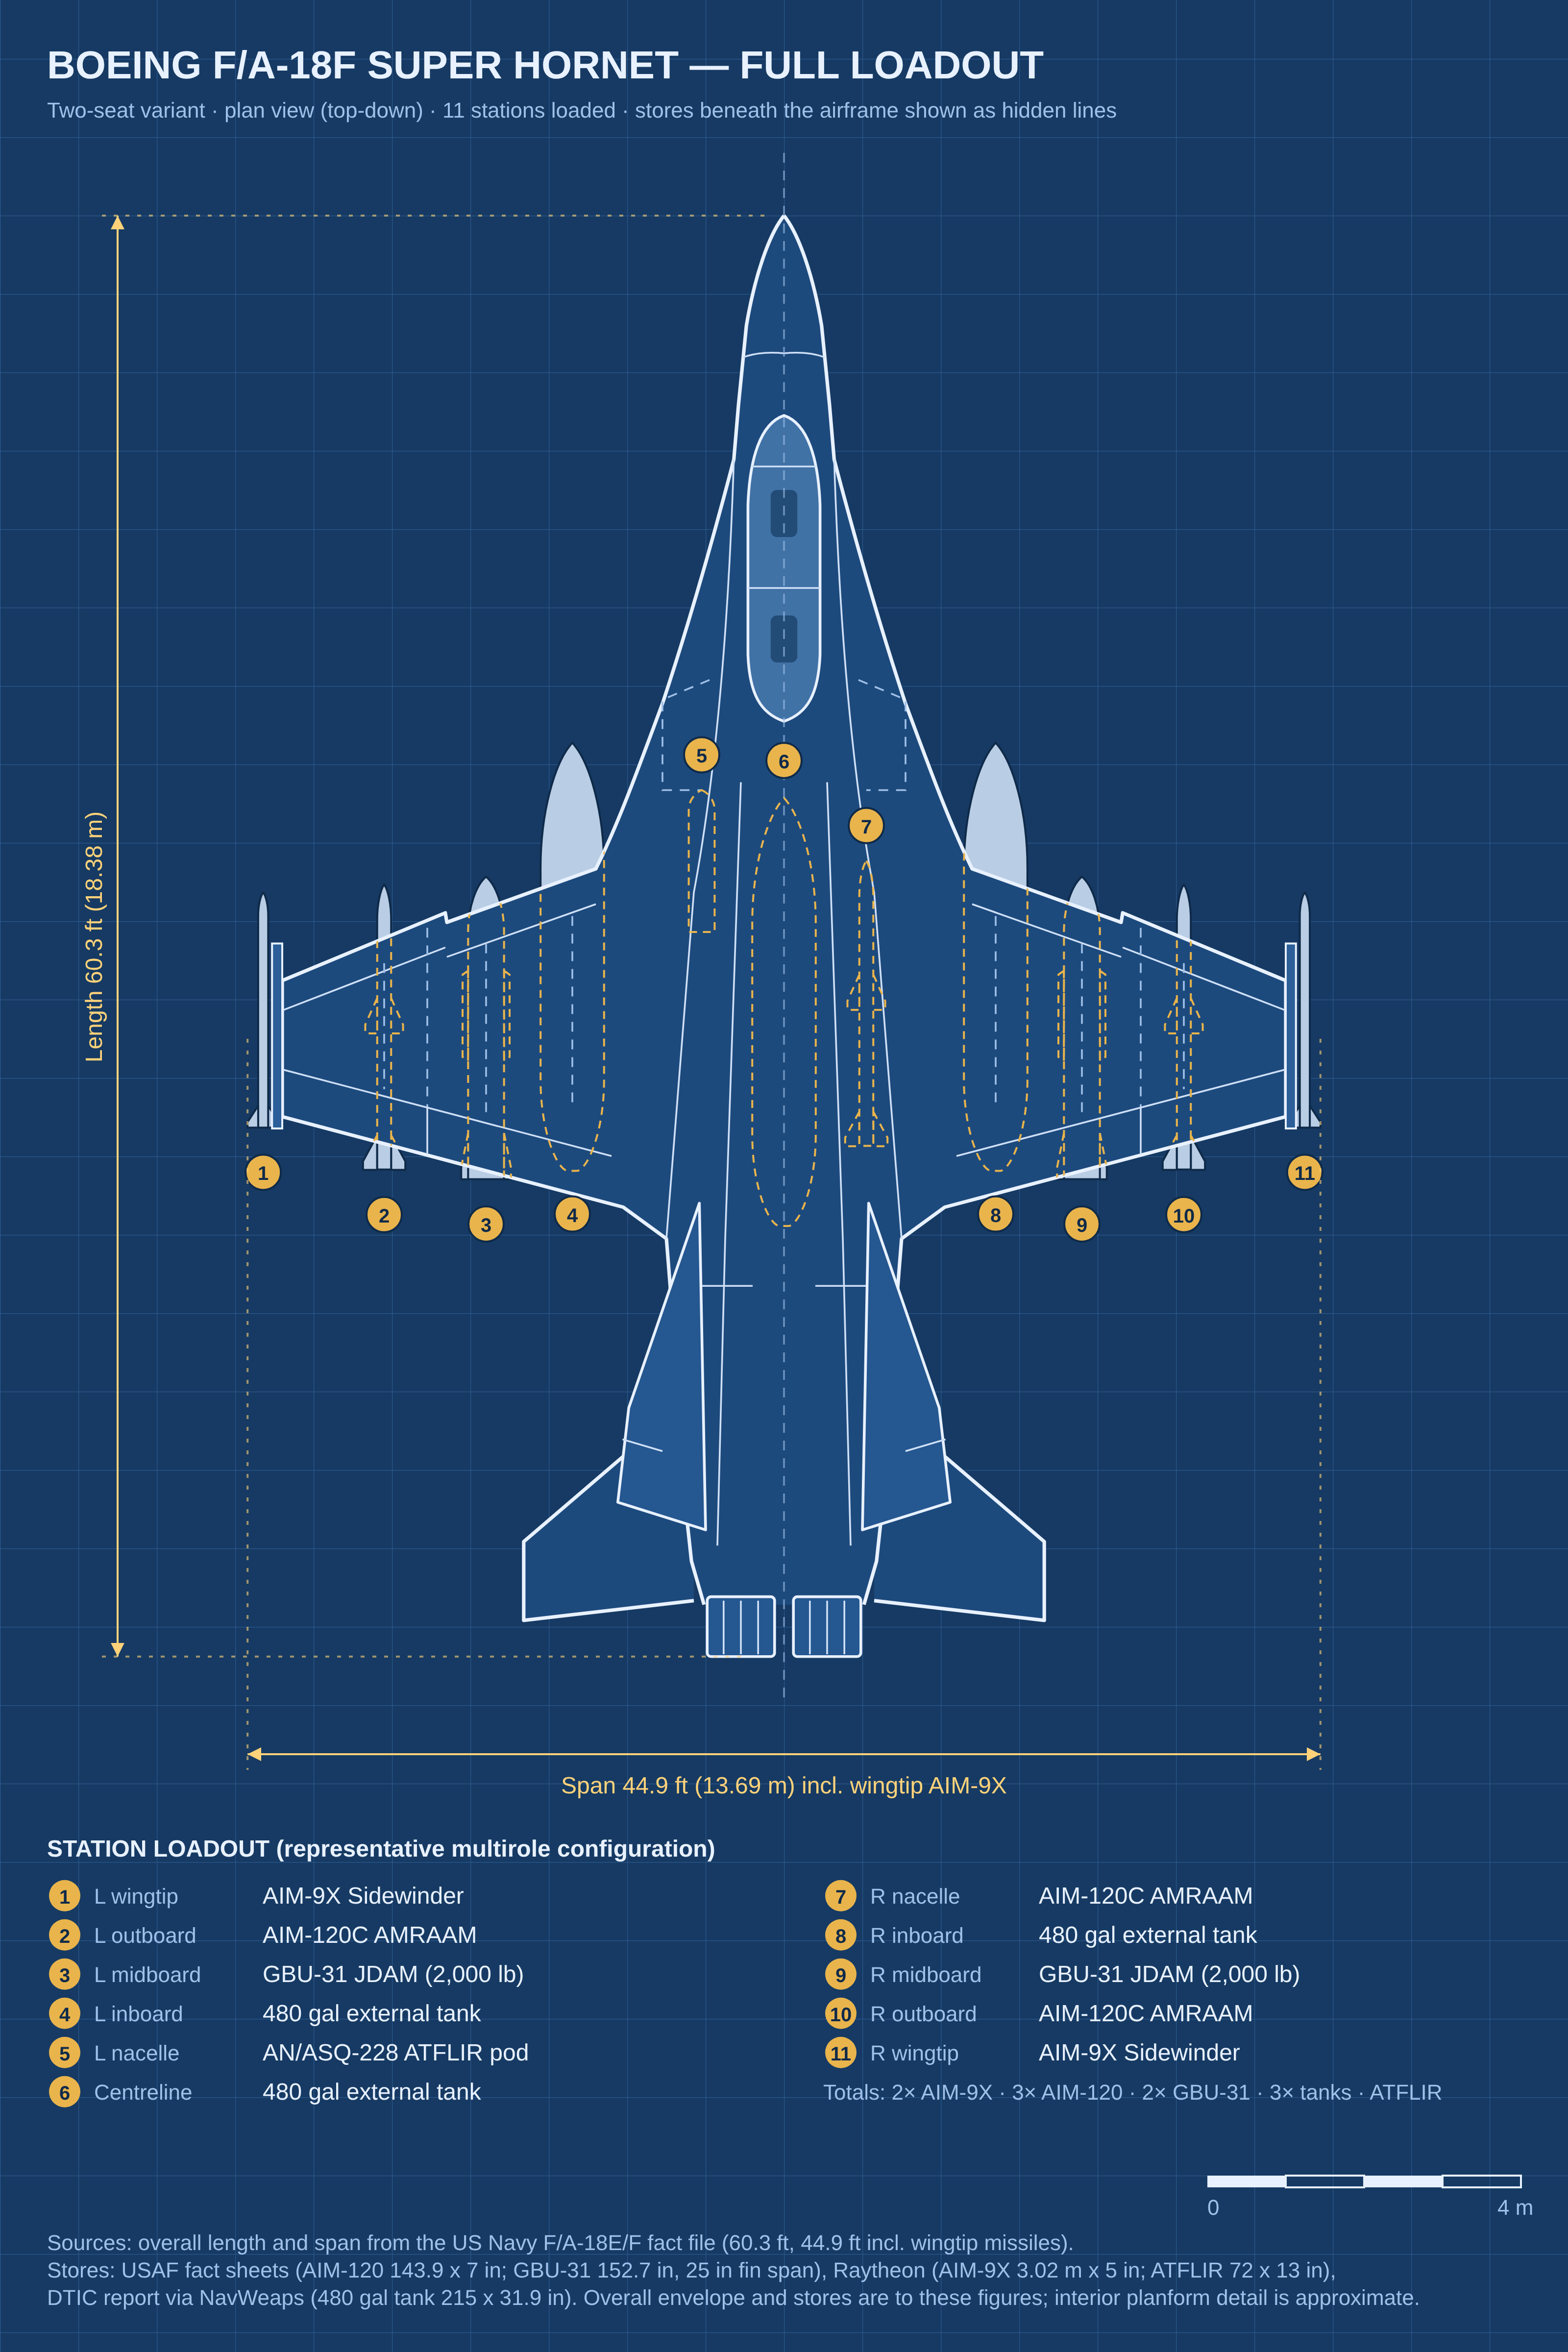 BOEING F/A-18F SUPER HORNET — FULL LOADOUT
Two-seat variant · plan view (top-down) · 11 stations loaded · stores beneath the airframe shown as hidden lines
5
6
7
Length 60.3 ft (18.38 m)
1
11
2
3
4
8
9
10
Span 44.9 ft (13.69 m) incl. wingtip AIM-9X
STATION LOADOUT (representative multirole configuration)
1 L wingtip AIM-9X Sidewinder
2 L outboard AIM-120C AMRAAM
3 L midboard GBU-31 JDAM (2,000 lb)
4 L inboard 480 gal external tank
5 L nacelle AN/ASQ-228 ATFLIR pod
6 Centreline 480 gal external tank
7 R nacelle AIM-120C AMRAAM
8 R inboard 480 gal external tank
9 R midboard GBU-31 JDAM (2,000 lb)
10 R outboard AIM-120C AMRAAM
11 R wingtip AIM-9X Sidewinder
Totals: 2× AIM-9X · 3× AIM-120 · 2× GBU-31 · 3× tanks · ATFLIR
0 4 m
Sources: overall length and span from the US Navy F/A-18E/F fact file (60.3 ft, 44.9 ft incl. wingtip missiles).
Stores: USAF fact sheets (AIM-120 143.9 x 7 in; GBU-31 152.7 in, 25 in fin span), Raytheon (AIM-9X 3.02 m x 5 in; ATFLIR 72 x 13 in),
DTIC report via NavWeaps (480 gal tank 215 x 31.9 in). Overall envelope and stores are to these figures; interior planform detail is approximate.